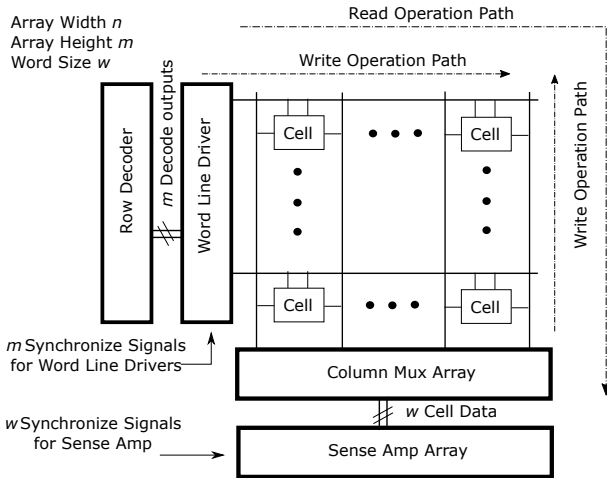 Array Width n
Array Height m
Word Size w
Read Operation Path
Write Operation Path
Row Decoder
m Decode outputs
Word Line Driver
Cell
Cell
Write Operation Path
Cell
Cell
m Synchronize Signals
for Word Line Drivers
Column Mux Array
w Cell Data
w Synchronize Signals
for Sense Amp
Sense Amp Array